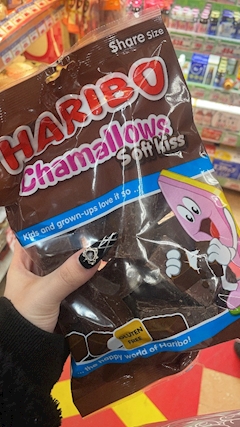 Share Size
HARIBO
Chamallows
Soft Kiss
Kids and grown-ups love it so...
GLUTEN
FREE
the happy world of Haribo!